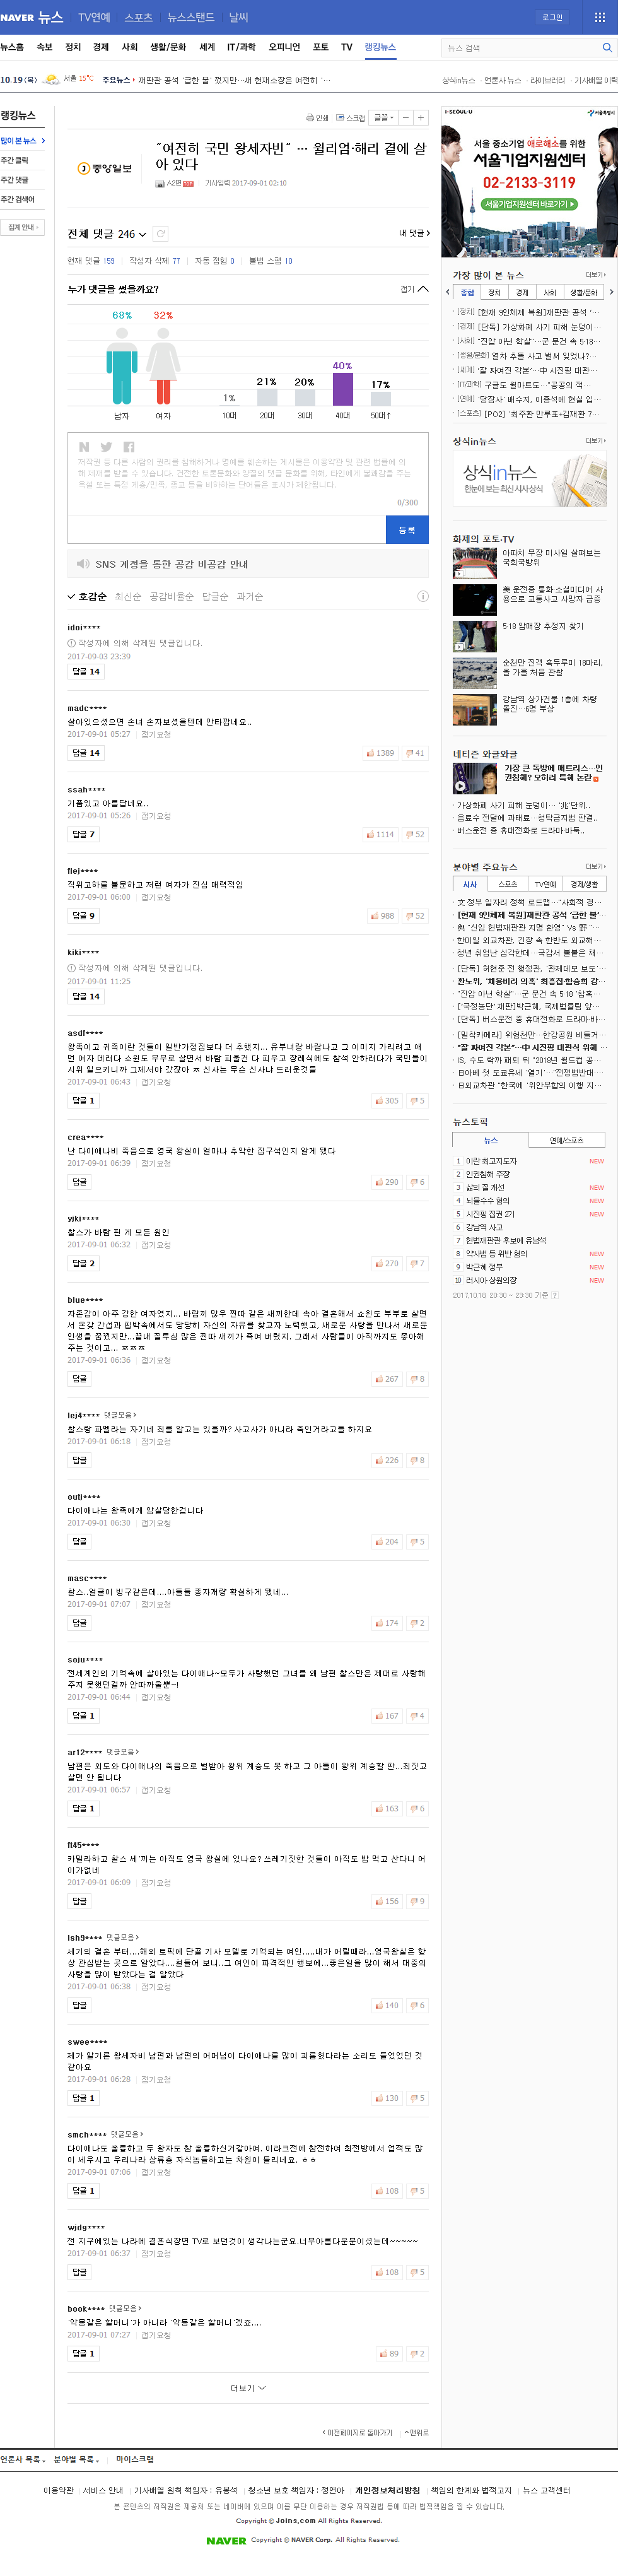 NAVER 뉴스 TV연예 스포츠 뉴스스탠드 날씨 로그인
뉴스홈 속보 정치 경제 사회 생활/문화 세계 IT/과학 오피니언 포토 TV 랭킹뉴스 뉴스 검색
10.19(목) 서울 15°C 주요뉴스 재판관 공석 '급한 불' 껐지만…새 헌재소장은 여전히 '… 상식in뉴스 언론사 뉴스 라이브러리 기사배열 이력
랭킹뉴스
많이 본 뉴스
주간 클릭
주간 댓글
주간 검색어
집계 안내
인쇄 스크랩 글꼴
중앙일보
"여전히 국민 왕세자빈" … 윌리엄·해리 곁에 살
아 있다
A2면 TOP 기사입력 2017-09-01 02:10
전체 댓글 246 내 댓글
현재 댓글 159 작성자 삭제 77 자동 접힘 0 불법 스팸 10
누가 댓글을 썼을까요? 접기
68% 32%
1% 21% 20% 40% 17%
남자 여자 10대 20대 30대 40대 50대↑
저작권 등 다른 사람의 권리를 침해하거나 명예를 훼손하는 게시물은 이용약관 및 관련 법률에 의
해 제재를 받을 수 있습니다. 건전한 토론문화와 양질의 댓글 문화를 위해, 타인에게 불쾌감을 주는
욕설 또는 특정 계층/민족, 종교 등을 비하하는 단어들은 표시가 제한됩니다.
0/300
등록
SNS 계정을 통한 공감 비공감 안내
호감순 최신순 공감비율순 답글순 과거순
idoi****
작성자에 의해 삭제된 댓글입니다.
2017-09-03 23:39
답글 14
madc****
살아있으셨으면 손녀 손자보셨을텐데 안타깝네요..
2017-09-01 05:27 접기요청
답글 14 1389 41
ssah****
기품있고 아름답네요..
2017-09-01 05:26 접기요청
답글 7 1114 52
flej****
직위고하를 불문하고 저런 여자가 진심 매력적임
2017-09-01 06:00 접기요청
답글 9 988 52
kiki****
작성자에 의해 삭제된 댓글입니다.
2017-09-01 11:25
답글 14
asdf****
왕족이고 귀족이란 것들이 일반가정집보다 더 추했지... 유부녀랑 바람나고 그 이미지 가리려고 애
먼 여자 데려다 쇼윈도 부부로 살면서 바람 피울건 다 피우고 장례식에도 참석 안하려다가 국민들이
시위 일으키니까 그제서야 갔잖아 ㅉ 신사는 무슨 신사냐 드러운것들
2017-09-01 06:43 접기요청
답글 1 305 5
crea****
난 다이애나비 죽음으로 영국 왕실이 얼마나 추악한 집구석인지 알게 됐다
2017-09-01 06:39 접기요청
답글 290 6
yjki****
찰스가 바람 핀 게 모든 원인
2017-09-01 06:32 접기요청
답글 2 270 7
blue****
자존감이 아주 강한 여자였지... 바람끼 많우 찐따 같은 새끼한데 속아 결혼해서 쇼윈도 부부로 살면
서 온갖 간섭과 핍박속에서도 당당히 자신의 자유를 찾고자 노력했고, 새로운 사랑을 만나서 새로운
인생을 꿈꿨지만...끝내 질투심 많은 찐따 새끼가 죽여 버렸지. 그래서 사람들이 아직까지도 쫒아해
주는 것이고... ㅉㅉㅉ
2017-09-01 06:36 접기요청
답글 267 8
lej4**** 댓글모음
찰스랑 파멜라는 자기네 죄를 알고는 있을까? 사고사가 아니라 죽인거라고들 하지요
2017-09-01 06:18 접기요청
답글 226 8
outj****
다이애나는 왕족에게 암살당한겁니다
2017-09-01 06:30 접기요청
답글 204 5
masc****
찰스..얼굴이 빙구같은데....아들들 종자개량 확실하게 됐네...
2017-09-01 07:07 접기요청
답글 174 2
soju****
전세계인의 기억속에 살아있는 다이애나~모두가 사랑했던 그녀를 왜 남편 찰스만은 제대로 사랑해
주지 못했던걸까 안따까울뿐~!
2017-09-01 06:44 접기요청
답글 1 167 4
ar12**** 댓글모음
남편은 외도와 다이애나의 죽음으로 벌받아 왕위 계승도 못 하고 그 아들이 왕위 계승할 판...죄짓고
살면 안 됩니다
2017-09-01 06:57 접기요청
답글 1 163 6
ft45****
카밀라하고 찰스 세'끼는 아직도 영국 왕실에 있나요? 쓰레기짓한 것들이 아직도 밥 먹고 산다니 어
이가없네
2017-09-01 06:09 접기요청
답글 156 9
lsh9**** 댓글모음
세기의 결혼 부터....해외 토픽에 단골 기사 모델로 기억되는 여인.....내가 어릴때라...영국왕실은 항
상 관심받는 곳으로 알았다....철들어 보니..그 여인이 파격적인 행보에...좋은일을 많이 해서 대중의
사랑을 많이 받았다는 걸 알았다
2017-09-01 06:38 접기요청
답글 140 6
swee****
제가 알기론 왕세자비 남편과 남편의 어머님이 다이애나를 많이 괴롭혔다라는 소리도 들었었던 것
같아요
2017-09-01 06:28 접기요청
답글 1 130 5
smch**** 댓글모음
다이애나도 훌륭하고 두 왕자도 참 훌륭하신거같아여. 이라크전에 참전하여 최전방에서 업적도 많
이 세우시고 우리나라 상류층 자식놈들하고는 차원이 틀리네요. ㅎㅎ
2017-09-01 07:06 접기요청
답글 1 108 5
wjdg****
전 지구에있는 나라에 결혼식장면 TV로 보던것이 생각나는군요.너무아름다운분이셨는데~~~~~
2017-09-01 06:37 접기요청
답글 108 5
book**** 댓글모음
'악몽같은 할머니'가 아니라 '악동같은 할머니'겠죠....
2017-09-01 07:27 접기요청
답글 1 89 2
더보기
이전페이지로 돌아가기 맨위로
I·SEOUL·U 서울특별시
서울 중소기업 애로해소를 위한
서울기업지원센터
02-2133-3119
서울기업지원센터 바로가기
가장 많이 본 뉴스 더보기
종합 정치 경제 사회 생활/문화
[정치] [현재 9인체제 복원]재판관 공석 '…
[경제] [단독] 가상화폐 사기 피해 눈덩이…
[사회] "진압 아닌 학살"…군 문건 속 5·18…
[생활/문화] 열차 추돌 사고 벌써 잊었나?…
[세계] '잘 짜여진 각본'…中 시진핑 대관…
[IT/과학] 구글도 월마트도…"공공의 적…
[연예] '당잠사' 배수지, 이종석에 현실 입…
[스포츠] [PO2] '최주환 만루포+김재환 7…
상식in뉴스 더보기
상식in뉴스
한눈에 보는 최신 시사상식
화제의 포토·TV
아파치 무장 미사일 살펴보는
국회국방위
美 운전중 통화·소셜미디어 사
용으로 교통사고 사망자 급증
5·18 암매장 추정지 찾기
순천만 진객 흑두루미 18마리,
올 가을 처음 관찰
강남역 상가건물 1층에 차량
돌진…6명 부상
네티즌 와글와글
가장 큰 독방에 매트리스…인
권침해? 오히려 특혜 논란
가상화폐 사기 피해 눈덩이… '兆'단위..
음료수 전달에 과태료…청탁금지법 판결..
버스운전 중 휴대전화로 드라마·바둑..
분야별 주요뉴스 더보기
시사 스포츠 TV연예 경제/생활
文 정부 일자리 정책 로드맵…"사회적 경…
[현재 9인체제 복원]재판관 공석 '급한 불'…
與 "신임 헌법재판관 지명 환영" Vs 野 "…
한미일 외교차관, 긴장 속 한반도 외교해…
청년 취업난 심각한데…국감서 불붙은 채…
[단독] 허현준 전 행정관, '관제데모 보도'…
환노위, '채용비리 의혹' 최흥집·함승희 강…
"진압 아닌 학살"…군 문건 속 5·18 '참혹…
['국정농단' 재판]박근혜, 국제법률팀 앞…
[단독] 버스운전 중 휴대전화로 드라마·바…
[밀착카메라] 위험천만…한강공원 비틀거…
"잘 짜여진 각본"…中 시진핑 대관식 위해 …
IS, 수도 락까 패퇴 뒤 "2018년 월드컵 공…
日아베 첫 도쿄유세 '열기'…"전쟁법반대…
日외교차관 "한국에 '위안부합의 이행 지…
뉴스토픽
뉴스 연예/스포츠
1 이란 최고지도자 NEW
2 인권침해 주장
3 삶의 질 개선 NEW
4 뇌물수수 혐의 NEW
5 시진핑 집권 2기 NEW
6 강남역 사고
7 헌법재판관 후보에 유남석
8 약사법 등 위반 혐의 NEW
9 박근혜 정부 NEW
10 러시아 상원의장 NEW
2017.10.18. 20:30 ~ 23:30 기준
언론사 목록 분야별 목록 마이스크랩
이용약관 서비스 안내 기사배열 원칙 책임자 : 유봉석 청소년 보호 책임자 : 정연아 개인정보처리방침 책임의 한계와 법적고지 뉴스 고객센터
본 콘텐츠의 저작권은 제공처 또는 네이버에 있으며 이를 무단 이용하는 경우 저작권법 등에 따라 법적책임을 질 수 있습니다.
Copyright ⓒ Joins.com All Rights Reserved.
NAVER Copyright © NAVER Corp. All Rights Reserved.